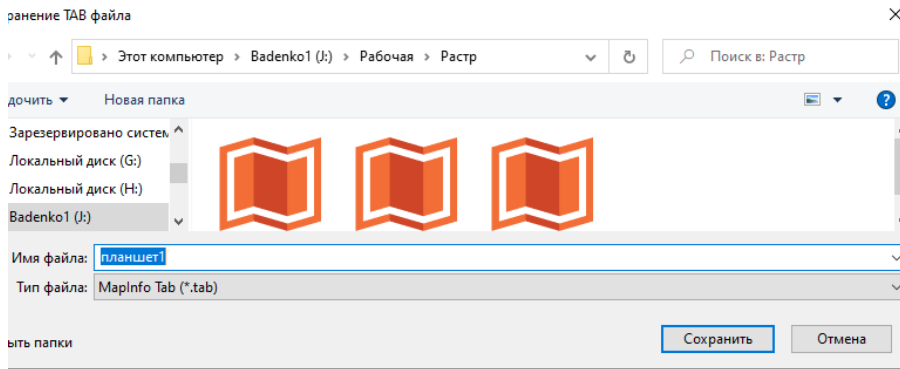 ранение TAB файла
Этот компьютер > Badenko1 (J:) > Рабочая > Растр
Поиск в: Растр
дочить Новая папка
Зарезервировано систем
Локальный диск (G:)
Локальный диск (H:)
Badenko1 (J:)
Имя файла: планшет1
Тип файла: MapInfo Tab (*.tab)
ыть папки
Сохранить Отмена